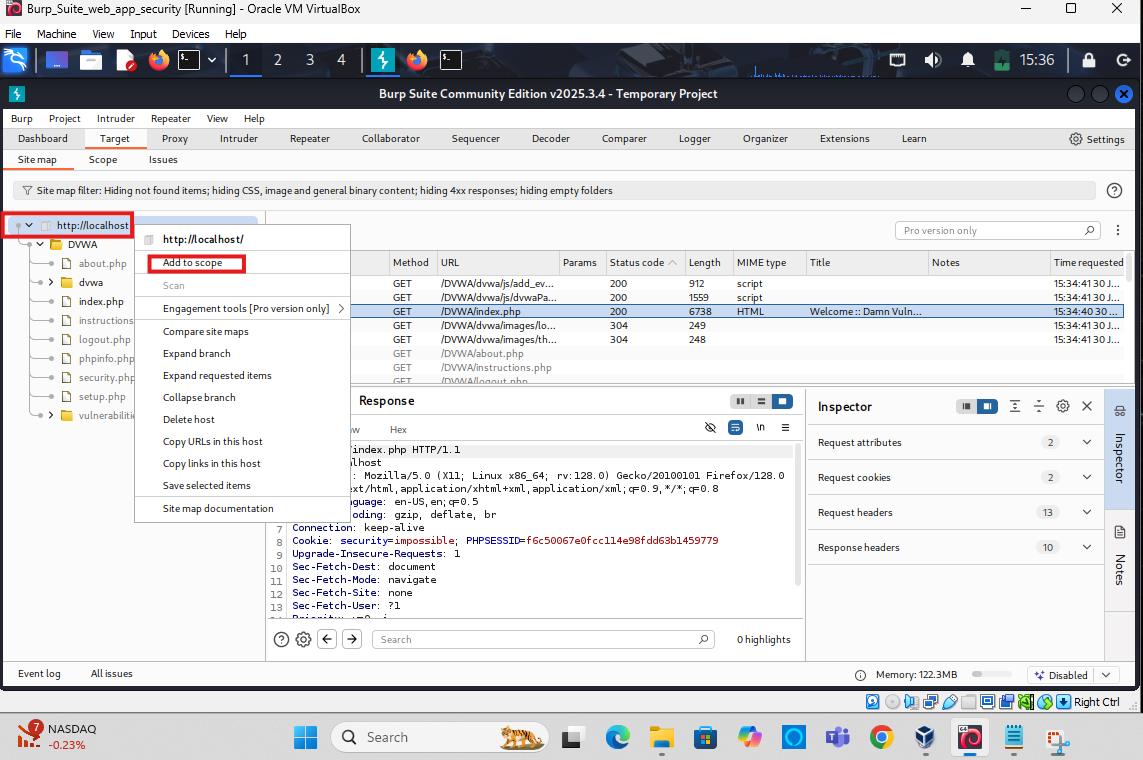 Burp_Suite_web_app_security [Running] - Oracle VM VirtualBox
File Machine View Input Devices Help
1 2 3 4 15:36
Burp Suite Community Edition v2025.3.4 - Temporary Project
Burp Project Intruder Repeater View Help
Dashboard Target Proxy Intruder Repeater Collaborator Sequencer Decoder Comparer Logger Organizer Extensions Learn Settings
Site map Scope Issues
Site map filter: Hiding not found items; hiding CSS, image and general binary content; hiding 4xx responses; hiding empty folders
http://localhost
DVWA
about.php
dvwa
index.php
instructions
logout.php
phpinfo.php
security.php
setup.php
vulnerabilitie
http://localhost/
Add to scope
Scan
Engagement tools [Pro version only]
Compare site maps
Expand branch
Expand requested items
Collapse branch
Delete host
Copy URLs in this host
Copy links in this host
Save selected items
Site map documentation
Pro version only
Method URL Params Status code Length MIME type Title Notes Time requested
GET /DVWA/dvwa/js/add_ev... 200 912 script 15:34:41 30 J...
GET /DVWA/dvwa/js/dvwaPa... 200 1559 script 15:34:41 30 J...
GET /DVWA/index.php 200 6738 HTML Welcome :: Damn Vuln... 15:34:40 30 ...
GET /DVWA/dvwa/images/lo... 304 249 15:34:41 30 J...
GET /DVWA/dvwa/images/th... 304 248 15:34:41 30 J...
GET /DVWA/about.php
GET /DVWA/instructions.php
GET /DVWA/logout.php
Response
w Hex \n
/index.php HTTP/1.1
alhost
: Mozilla/5.0 (X11; Linux x86_64; rv:128.0) Gecko/20100101 Firefox/128.0
ext/html,application/xhtml+xml,application/xml;q=0.9,*/*;q=0.8
guage: en-US,en;q=0.5
oding: gzip, deflate, br
7 Connection: keep-alive
8 Cookie: security=impossible; PHPSESSID=f6c50067e0fcc114e98fdd63b1459779
9 Upgrade-Insecure-Requests: 1
10 Sec-Fetch-Dest: document
11 Sec-Fetch-Mode: navigate
12 Sec-Fetch-Site: none
13 Sec-Fetch-User: ?1
Search 0 highlights
Inspector
Request attributes 2
Request cookies 2
Request headers 13
Response headers 10
Inspector
Notes
Event log All issues Memory: 122.3MB Disabled
Right Ctrl
7 NASDAQ
-0.23%
Search